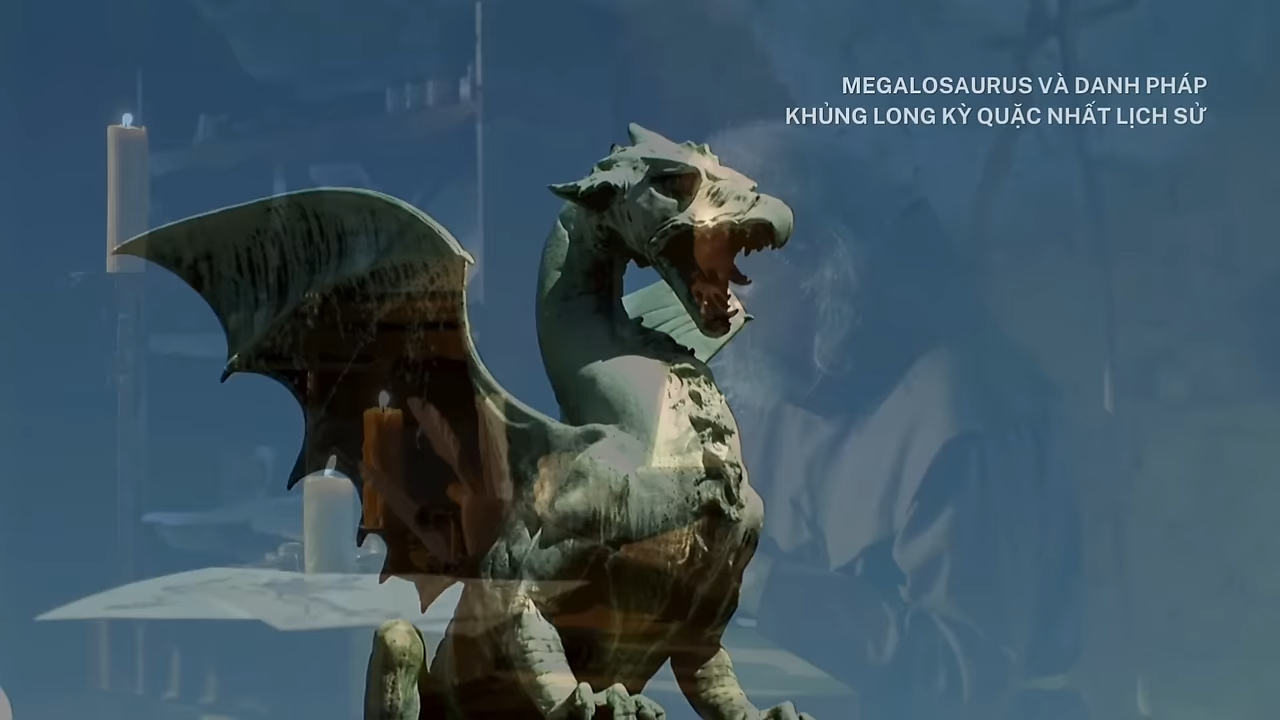 MEGALOSAURUS VÀ DANH PHÁP
KHỦNG LONG KỲ QUẶC NHẤT LỊCH SỬ